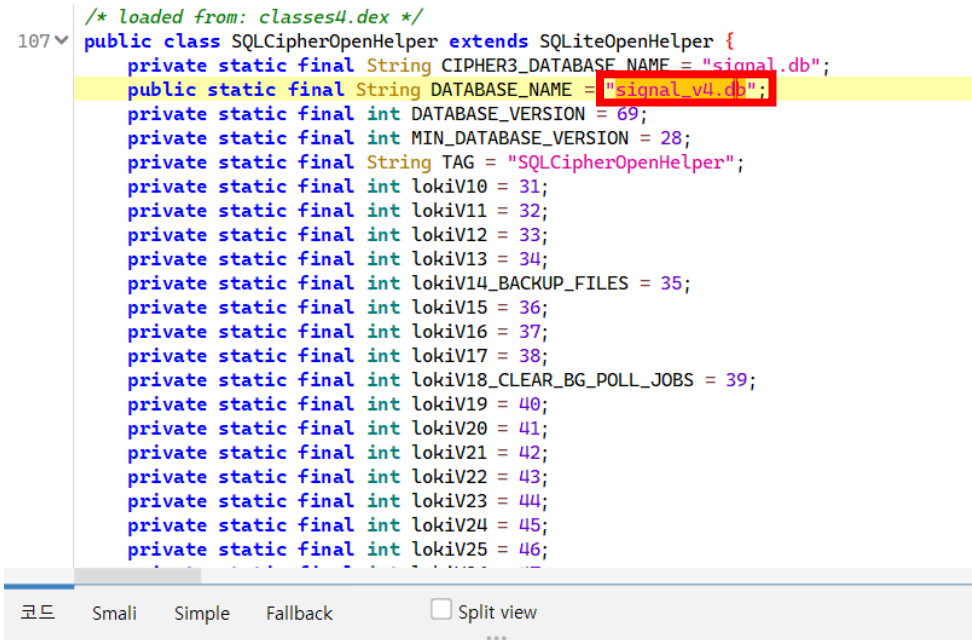 /* loaded from: classes4.dex */
107 public class SQLCipherOpenHelper extends SQLiteOpenHelper {
private static final String CIPHER3_DATABASE_NAME = "signal.db";
public static final String DATABASE_NAME = "signal_v4.db";
private static final int DATABASE_VERSION = 69;
private static final int MIN_DATABASE_VERSION = 28;
private static final String TAG = "SQLCipherOpenHelper";
private static final int lokiV10 = 31;
private static final int lokiV11 = 32;
private static final int lokiV12 = 33;
private static final int lokiV13 = 34;
private static final int lokiV14_BACKUP_FILES = 35;
private static final int lokiV15 = 36;
private static final int lokiV16 = 37;
private static final int lokiV17 = 38;
private static final int lokiV18_CLEAR_BG_POLL_JOBS = 39;
private static final int lokiV19 = 40;
private static final int lokiV20 = 41;
private static final int lokiV21 = 42;
private static final int lokiV22 = 43;
private static final int lokiV23 = 44;
private static final int lokiV24 = 45;
private static final int lokiV25 = 46;
코드 Smali Simple Fallback Split view